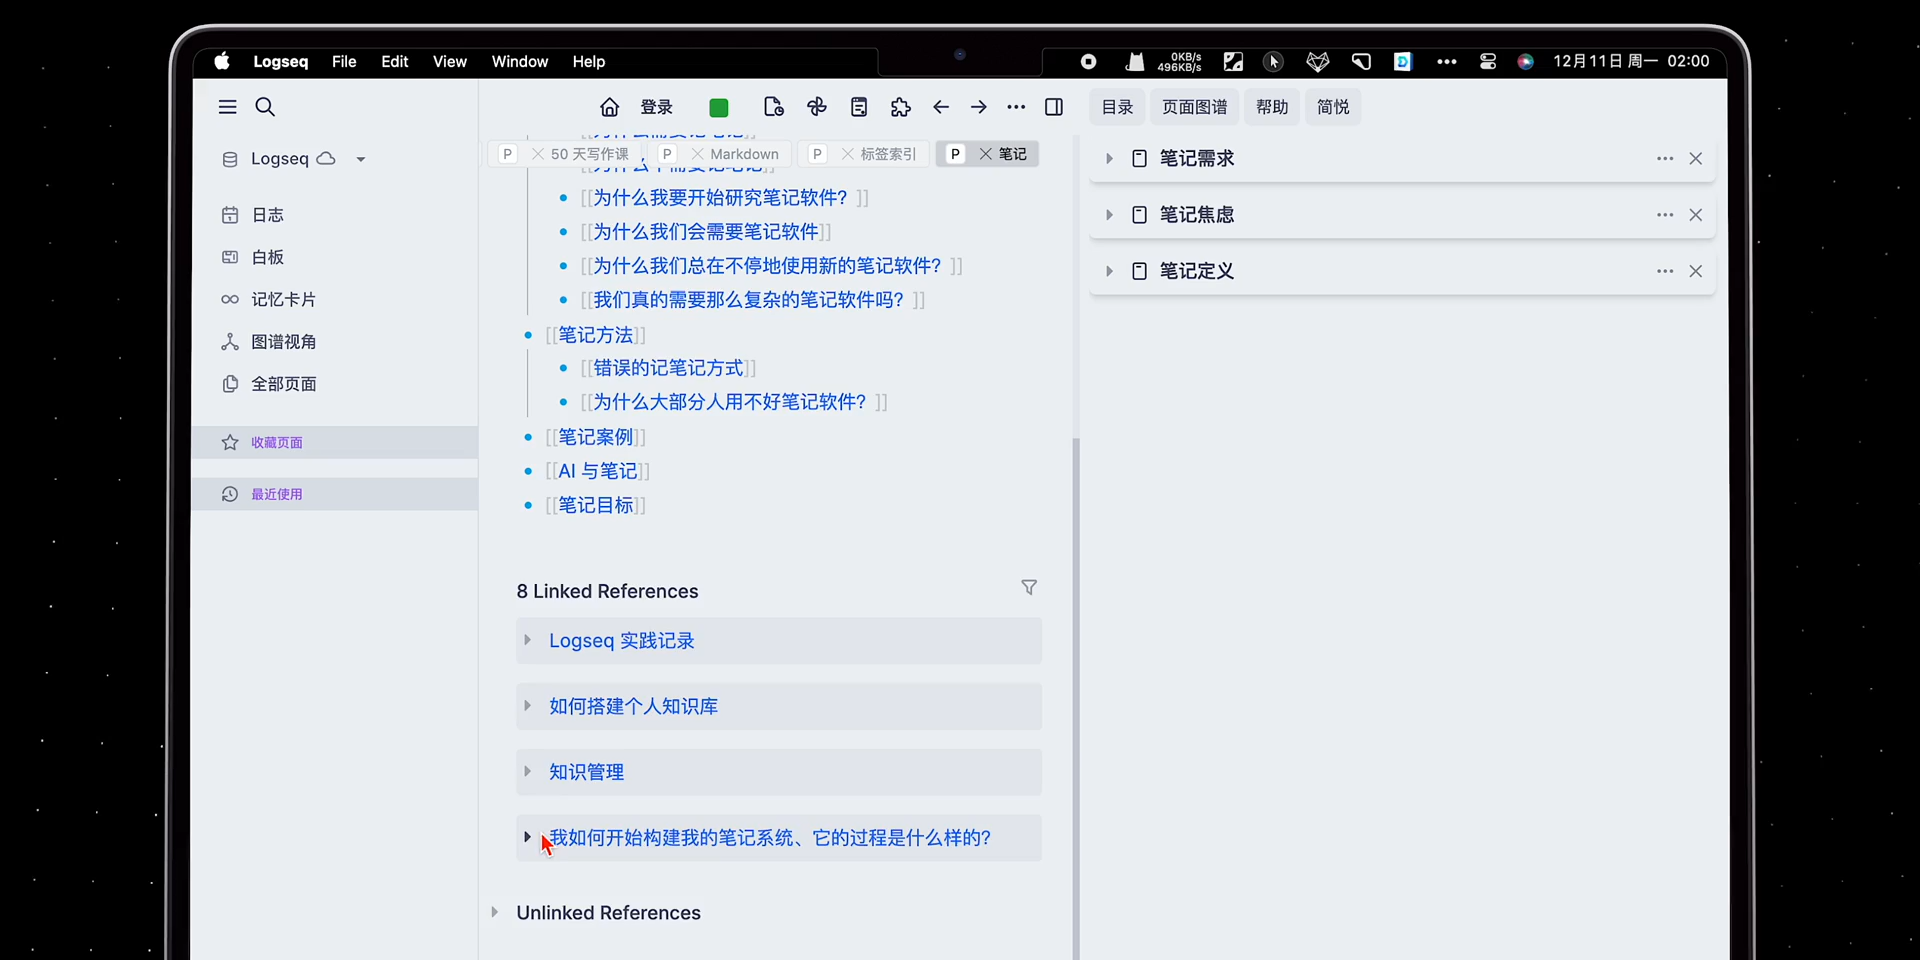 Logseq File Edit View Window Help
0KB/s
496KB/s
12月11日 周一 02:00
登录
目录 页面图谱 帮助 简悦
Logseq
日志
白板
记忆卡片
图谱视角
全部页面
收藏页面
最近使用
P 50 天写作课 P Markdown P 标签索引 P 笔记
[[为什么我要开始研究笔记软件？]]
[[为什么我们会需要笔记软件]]
[[为什么我们总在不停地使用新的笔记软件？]]
[[我们真的需要那么复杂的笔记软件吗？]]
[[笔记方法]]
[[错误的记笔记方式]]
[[为什么大部分人用不好笔记软件？]]
[[笔记案例]]
[[AI 与笔记]]
[[笔记目标]]
8 Linked References
Logseq 实践记录
如何搭建个人知识库
知识管理
我如何开始构建我的笔记系统、它的过程是什么样的?
Unlinked References
笔记需求
笔记焦虑
笔记定义